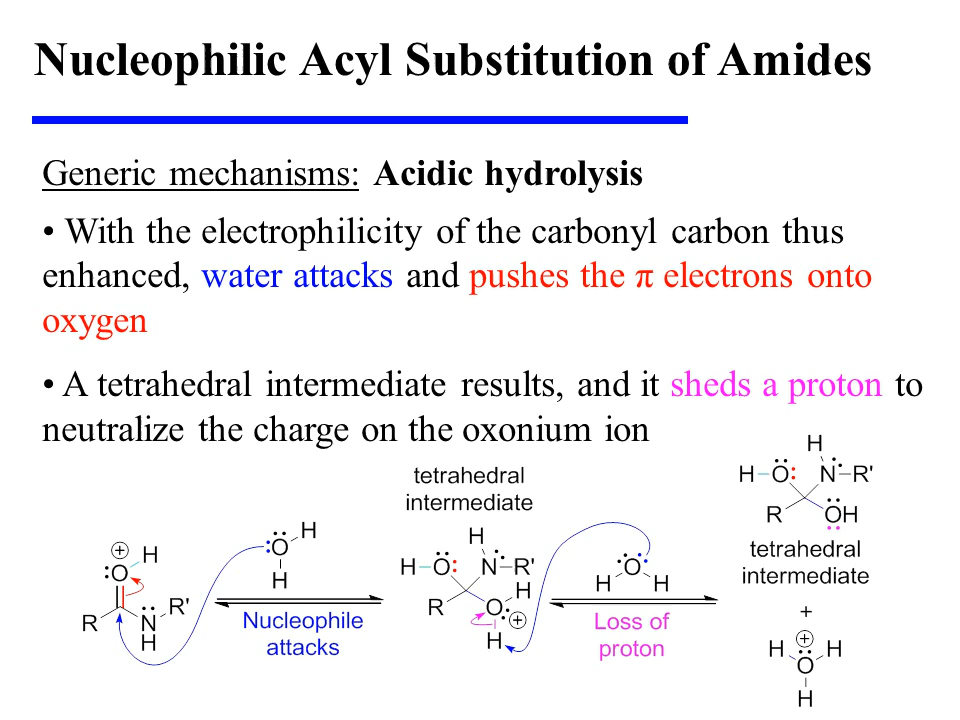 Nucleophilic Acyl Substitution of Amides
Generic mechanisms: Acidic hydrolysis
• With the electrophilicity of the carbonyl carbon thus
enhanced, water attacks and pushes the π electrons onto
oxygen
• A tetrahedral intermediate results, and it sheds a proton to
neutralize the charge on the oxonium ion
tetrahedral
intermediate
H
H O N R'
R OH
tetrahedral
intermediate
+
H
O
H
+
H
O
R
R'
N
H
Nucleophile
attacks
H
H O N R'
R O H
+
H
O
H H
Loss of
proton
+
H H
O
H